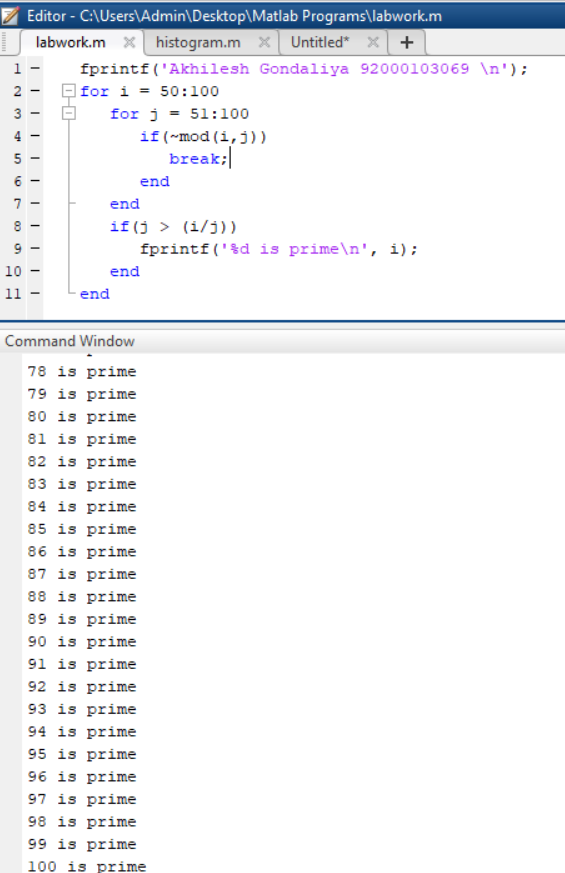 Editor - C:\Users\Admin\Desktop\Matlab Programs\labwork.m
labwork.m × histogram.m × Untitled* × +
1 - fprintf('Akhilesh Gondaliya 92000103069 \n');
2 - for i = 50:100
3 - for j = 51:100
4 - if(~mod(i,j))
5 - break;
6 - end
7 - end
8 - if(j > (i/j))
9 - fprintf('%d is prime\n', i);
10 - end
11 - end
Command Window
78 is prime
79 is prime
80 is prime
81 is prime
82 is prime
83 is prime
84 is prime
85 is prime
86 is prime
87 is prime
88 is prime
89 is prime
90 is prime
91 is prime
92 is prime
93 is prime
94 is prime
95 is prime
96 is prime
97 is prime
98 is prime
99 is prime
100 is prime